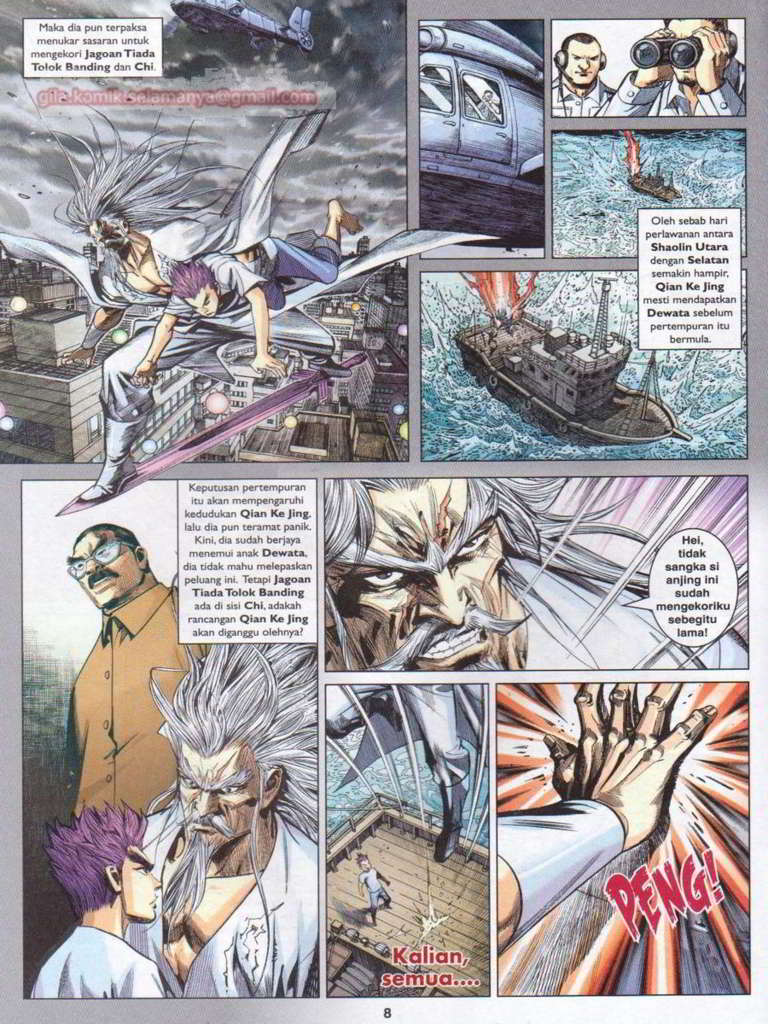 Maka dia pun terpaksa
menukar sasaran untuk
mengekori Jagoan Tiada
Tolok Banding dan Chi.
gila.komik.selamanya@gmail.com
Oleh sebab hari
perlawanan antara
Shaolin Utara
dengan Selatan
semakin hampir,
Qian Ke Jing
mesti mendapatkan
Dewata sebelum
pertempuran itu
bermula.
Keputusan pertempuran
itu akan mempengaruhi
kedudukan Qian Ke Jing,
lalu dia pun teramat panik.
Kini, dia sudah berjaya
menemui anak Dewata,
dia tidak mahu melepaskan
peluang ini. Tetapi Jagoan
Tiada Tolok Banding
ada di sisi Chi, adakah
rancangan Qian Ke Jing
akan diganggu olehnya?
Hei,
tidak
sangka si
anjing ini
mengekoriku
sebegitu
lama!
Kalian,
semua....
PENG!
8